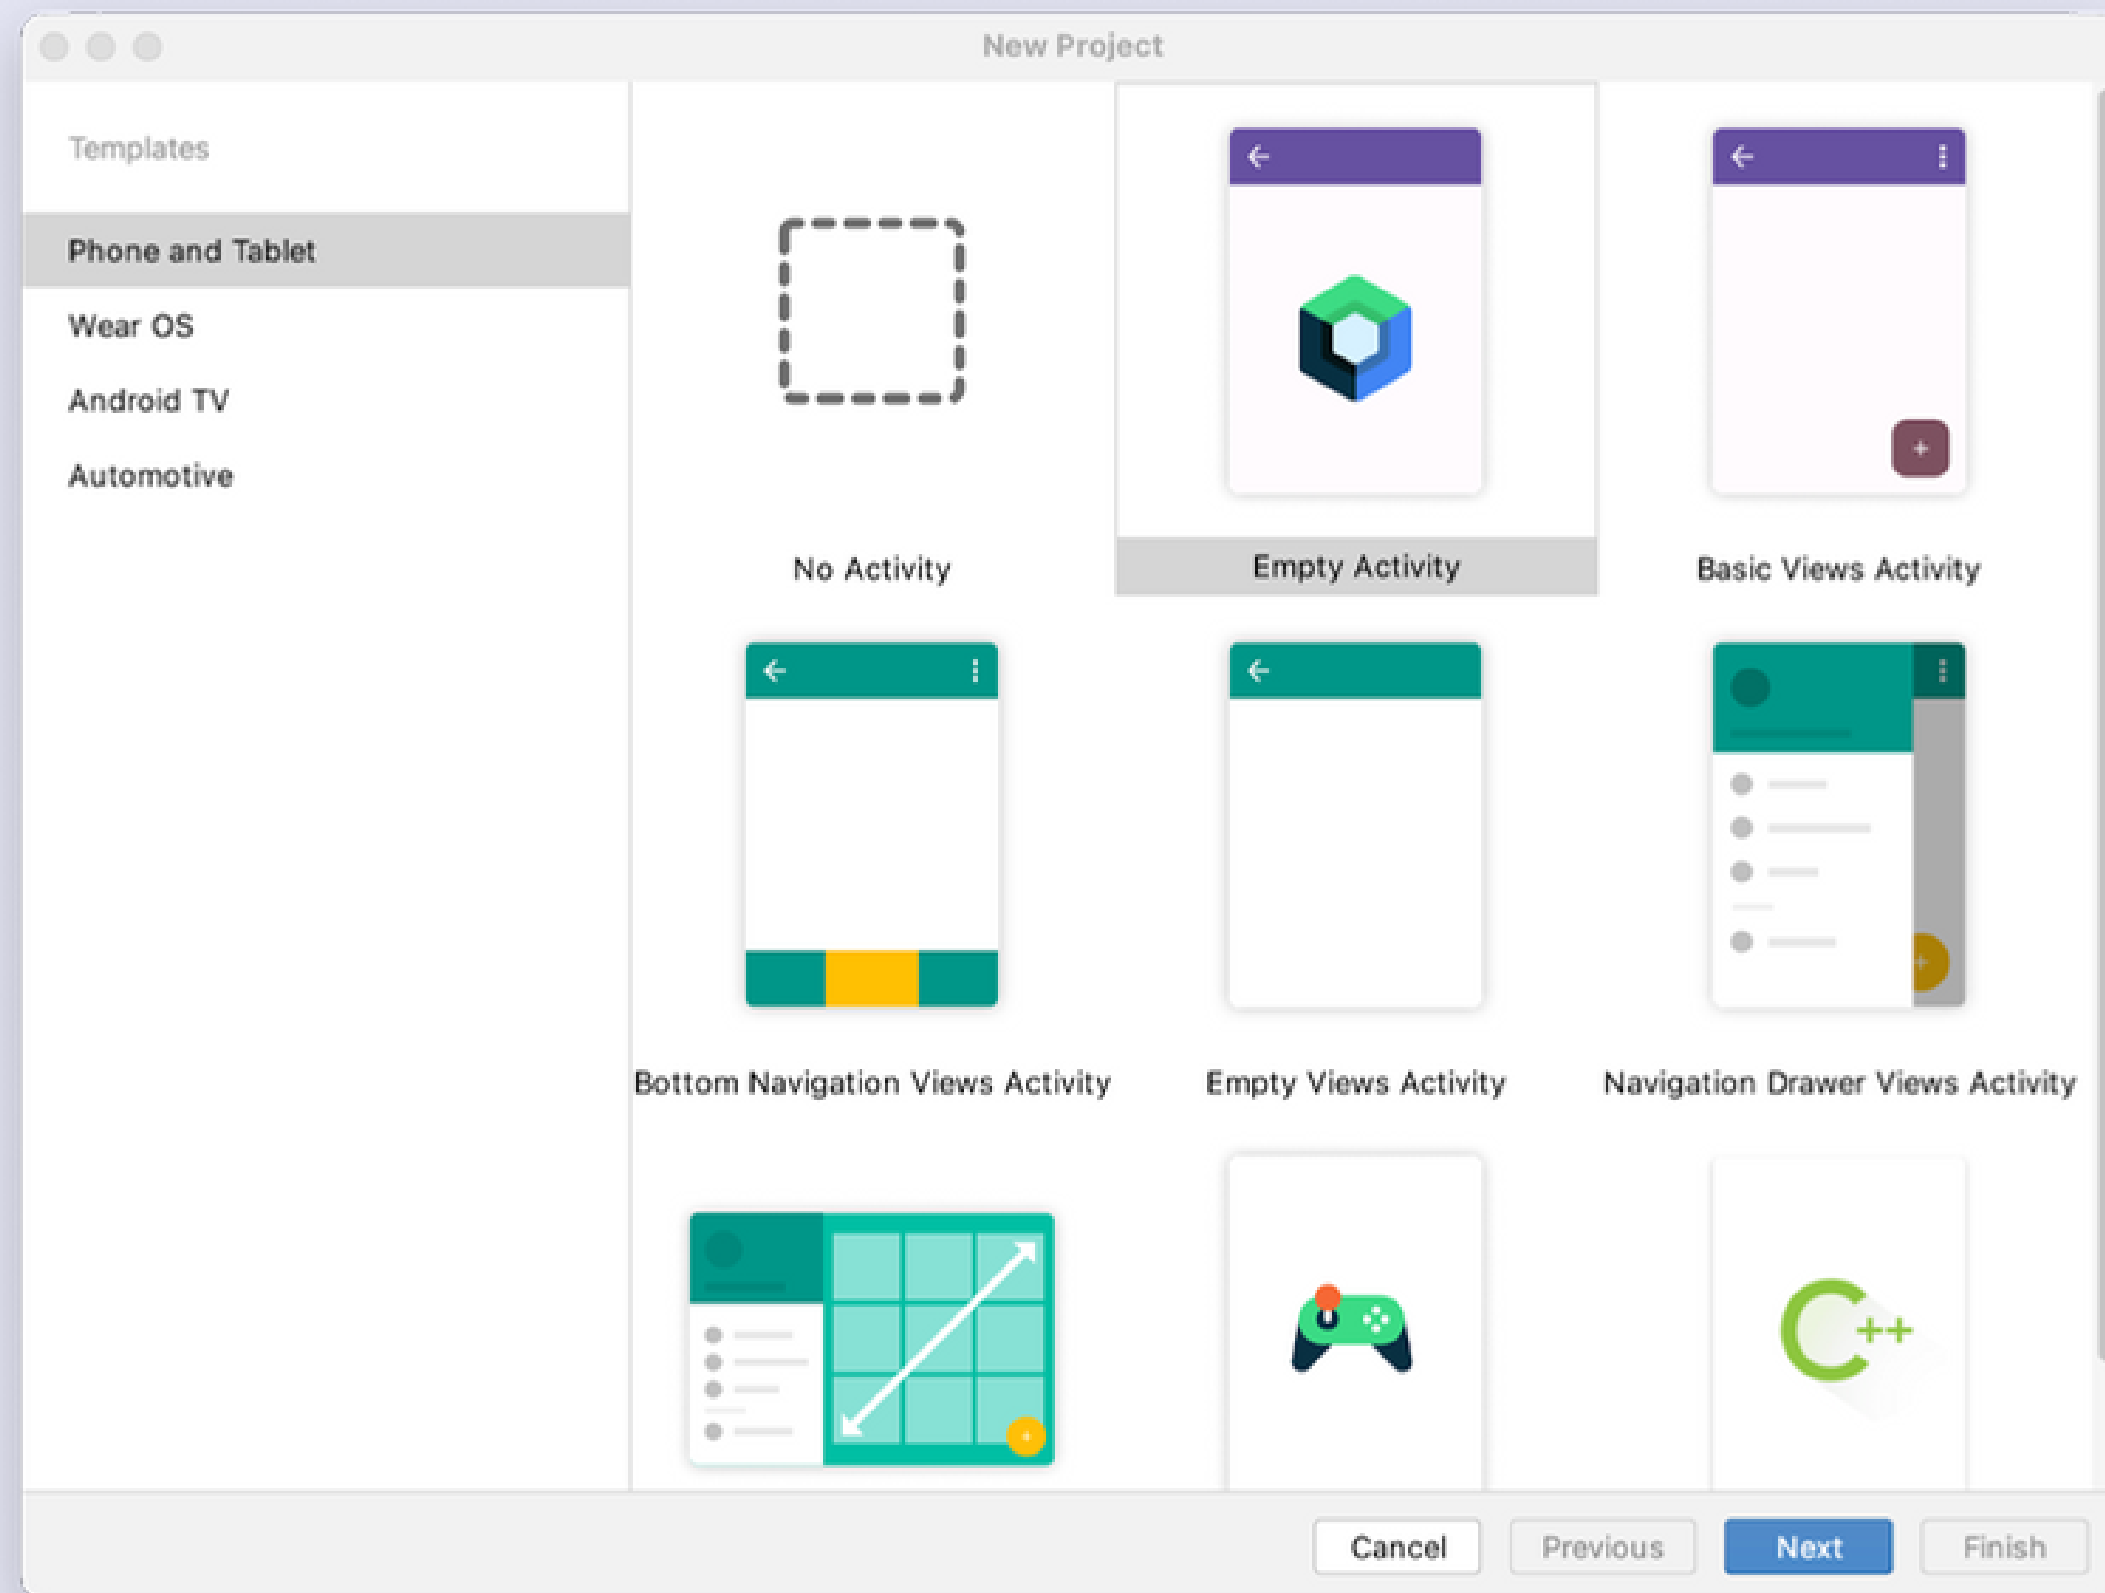 New Project
Templates
Phone and Tablet
Wear OS
Android TV
Automotive
No Activity
Empty Activity
Basic Views Activity
Bottom Navigation Views Activity
Empty Views Activity
Navigation Drawer Views Activity
C++
Cancel
Previous
Next
Finish